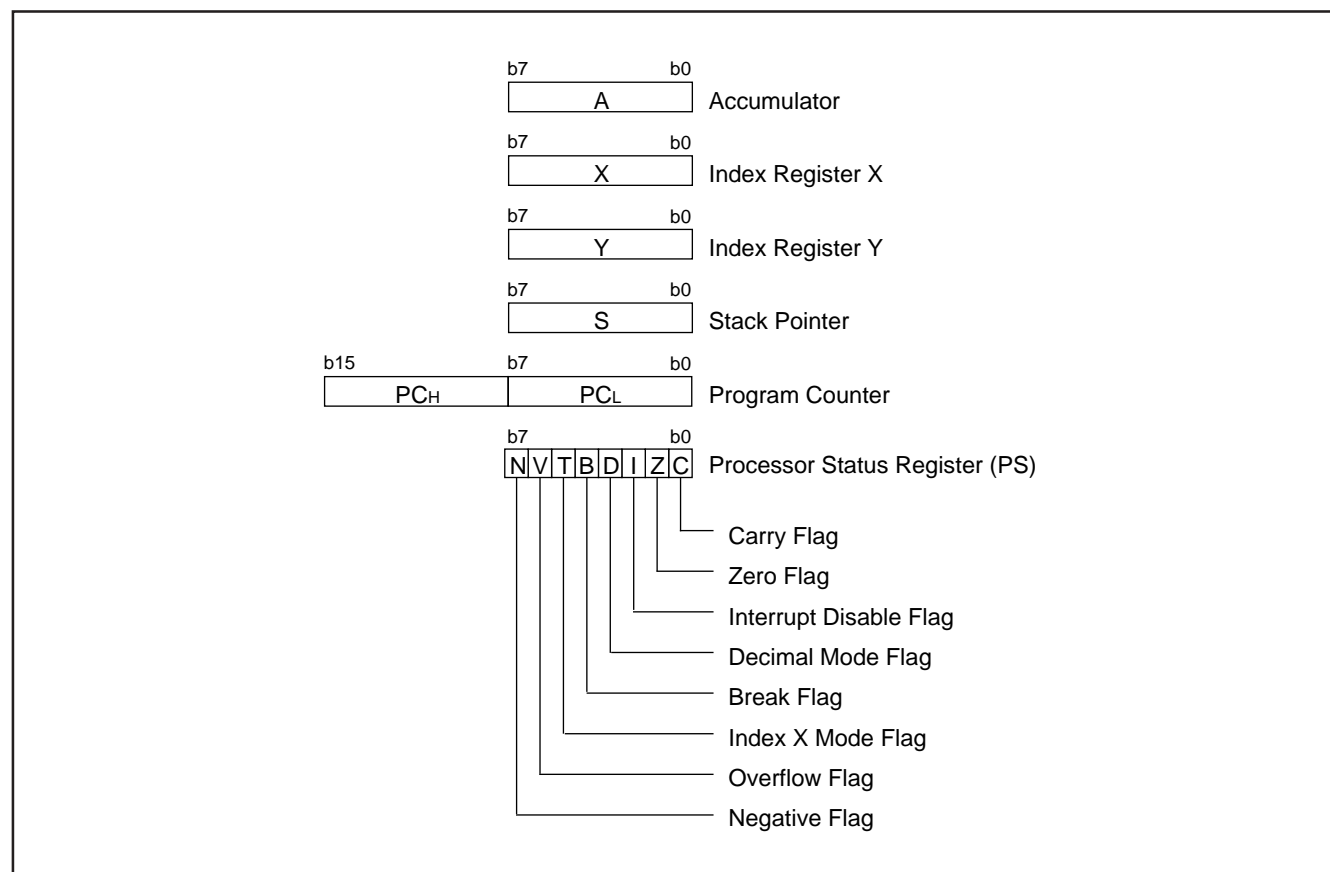 b7 b0
A Accumulator
b7 b0
X Index Register X
b7 b0
Y Index Register Y
b7 b0
S Stack Pointer
b15 b7 b0
PCH PCL Program Counter
b7 b0
N V T B D I Z C Processor Status Register (PS)
Carry Flag
Zero Flag
Interrupt Disable Flag
Decimal Mode Flag
Break Flag
Index X Mode Flag
Overflow Flag
Negative Flag